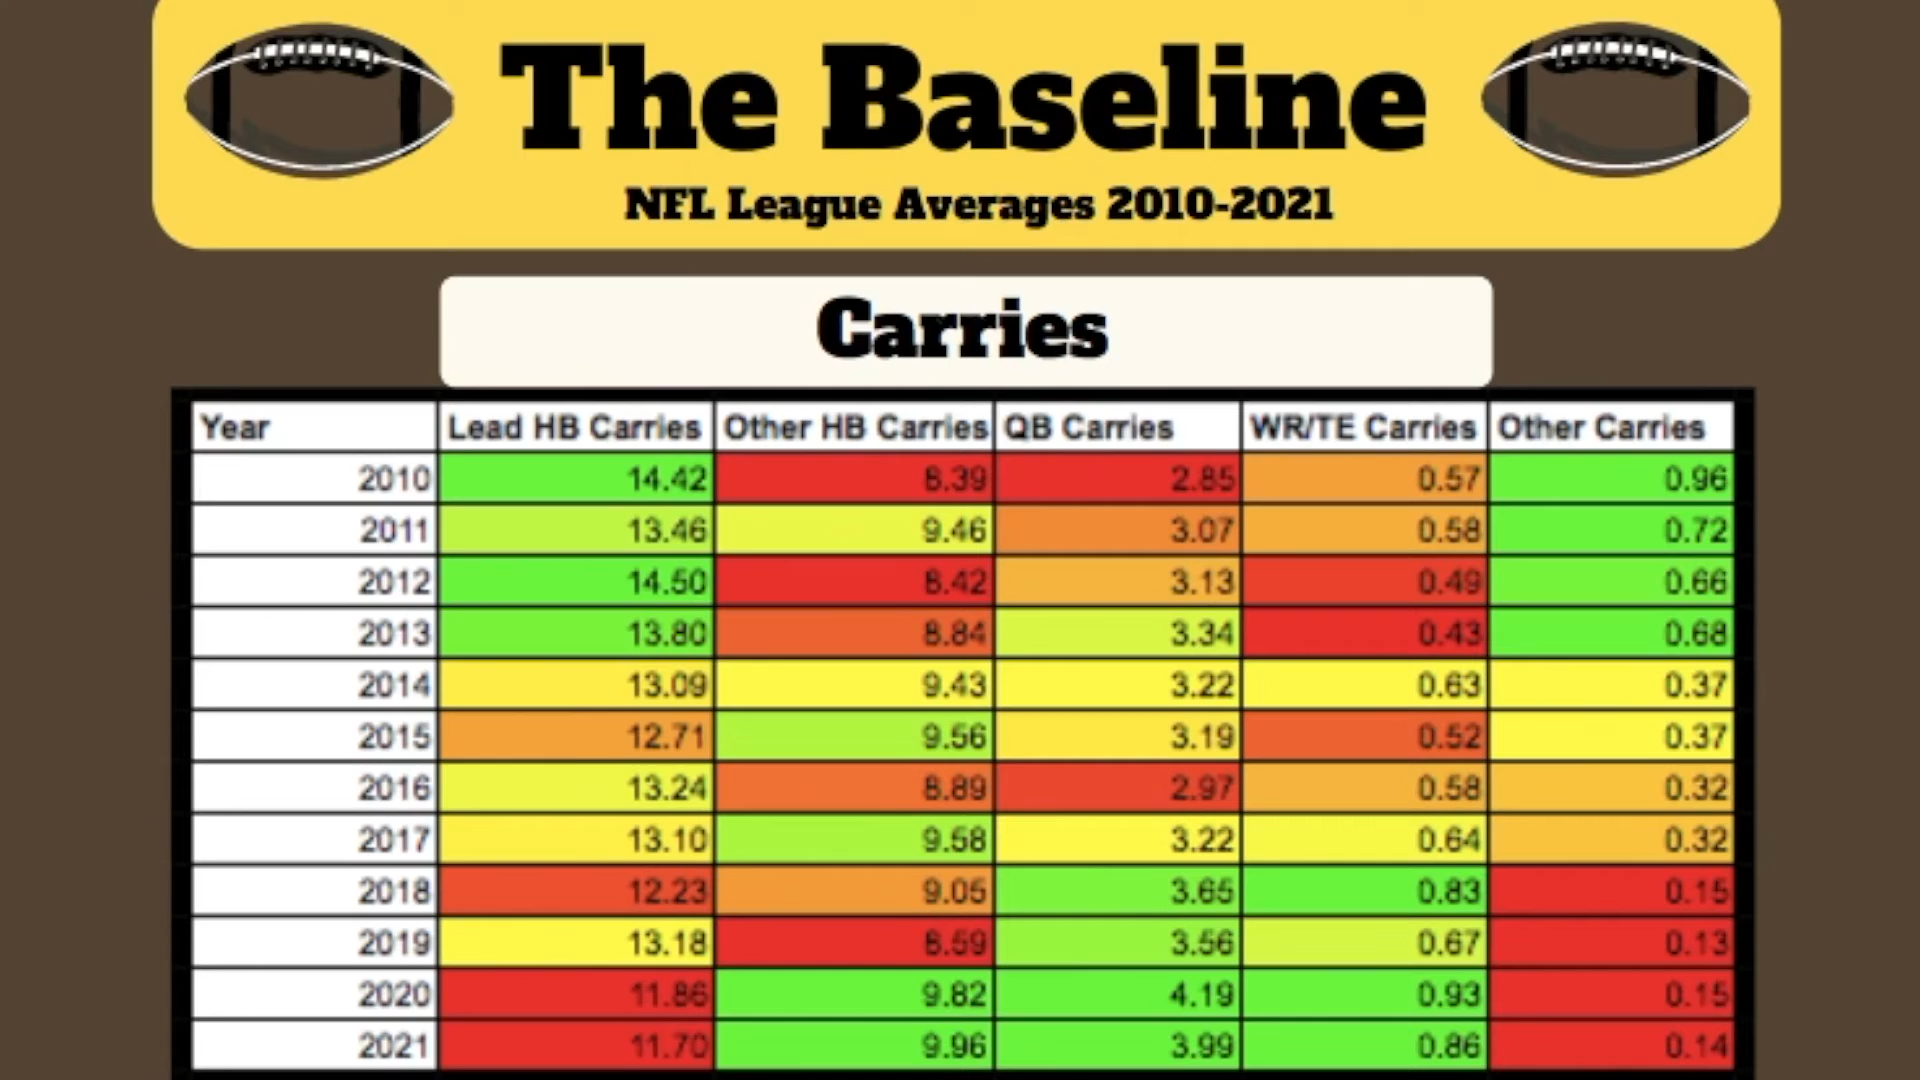 The Baseline
NFL League Averages 2010-2021
Carries
Year Lead HB Carries Other HB Carries QB Carries WR/TE Carries Other Carries
2010 14.42 8.39 2.85 0.57 0.96
2011 13.46 9.46 3.07 0.58 0.72
2012 14.50 8.42 3.13 0.49 0.66
2013 13.80 8.84 3.34 0.43 0.68
2014 13.09 9.43 3.22 0.63 0.37
2015 12.71 9.56 3.19 0.52 0.37
2016 13.24 8.89 2.97 0.58 0.32
2017 13.10 9.58 3.22 0.64 0.32
2018 12.23 9.05 3.65 0.83 0.15
2019 13.18 8.59 3.56 0.67 0.13
2020 11.86 9.82 4.19 0.93 0.15
2021 11.70 9.96 3.99 0.86 0.14